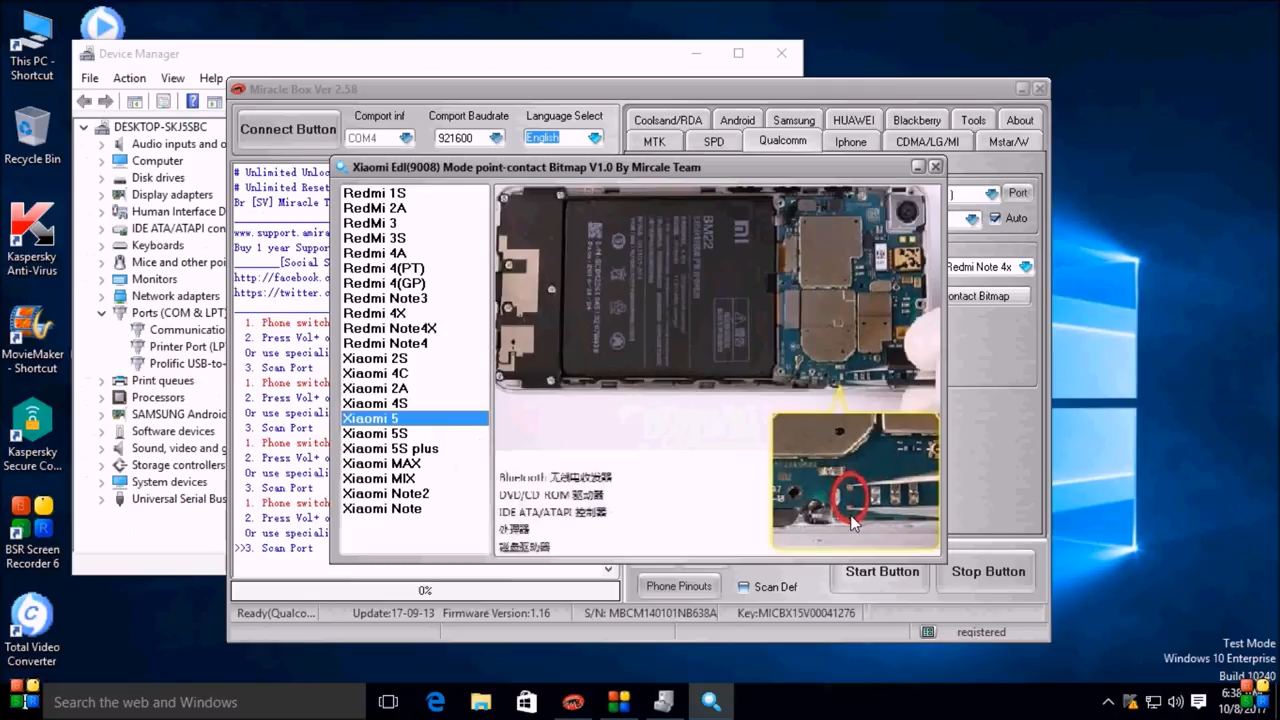 This PC -
Shortcut
Recycle Bin
Kaspersky
Anti-Virus
MovieMaker
- Shortcut
Kaspersky
Secure Co...
BSR Screen
Recorder 6
Total Video
Converter
Device Manager
File Action View Help
DESKTOP-SKJ5SBC
Audio inputs and o
Computer
Disk drives
Display adapters
Human Interface D
IDE ATA/ATAPI con
Keyboards
Mice and other poi
Monitors
Network adapters
Ports (COM & LPT)
Communicatio
Printer Port (LP
Prolific USB-to-
Print queues
Processors
SAMSUNG Android
Software devices
Sound, video and g
Storage controllers
System devices
Universal Serial Bus
Miracle Box Ver 2.58
Connect Button
Comport inf Comport Baudrate Language Select
COM4 921600 English
Coolsand/RDA Android Samsung HUAWEI Blackberry Tools About
MTK SPD Qualcomm Iphone CDMA/LG/MI Mstar/W
# Unlimited Unlo
# Unlimited Reset
Br [SV] Miracle T
www.support.amira
Buy 1 year Suppor
[Social S
http://facebook.
https://twitter.
1. Phone switch
2. Press Vol+ o
Or use speciali
3. Scan Port
1. Phone switch
2. Press Vol+ o
Or use speciali
3. Scan Port
1. Phone switch
2. Press Vol+ o
Or use speciali
3. Scan Port
1. Phone switch
2. Press Vol+ o
Or use speciali
>>3. Scan Port
Xiaomi Edl(9008) Mode point-contact Bitmap V1.0 By Mircale Team
Redmi 1S
RedMi 2A
RedMi 3
RedMi 3S
Redmi 4A
Redmi 4(PT)
Redmi 4(GP)
Redmi Note3
Redmi 4X
Redmi Note4X
Redmi Note4
Xiaomi 2S
Xiaomi 4C
Xiaomi 2A
Xiaomi 4S
Xiaomi 5
Xiaomi 5S
Xiaomi 5S plus
Xiaomi MAX
Xiaomi MIX
Xiaomi Note2
Xiaomi Note
BM22
Bluetooth 无线电收发器
DVD/CD-ROM 驱动器
IDE ATA/ATAPI 控制器
处理器
磁盘驱动器
) Port
Auto
Redmi Note 4x
ontact Bitmap
0%
Phone Pinouts Scan Def Start Button Stop Button
Ready(Qualco... Update:17-09-13 Firmware Version:1.16 S/N: MBCM140101NB638A Key:MICBX15V00041276
registered
Test Mode
Windows 10 Enterprise
Build 10240
Search the web and Windows
10/8/2017